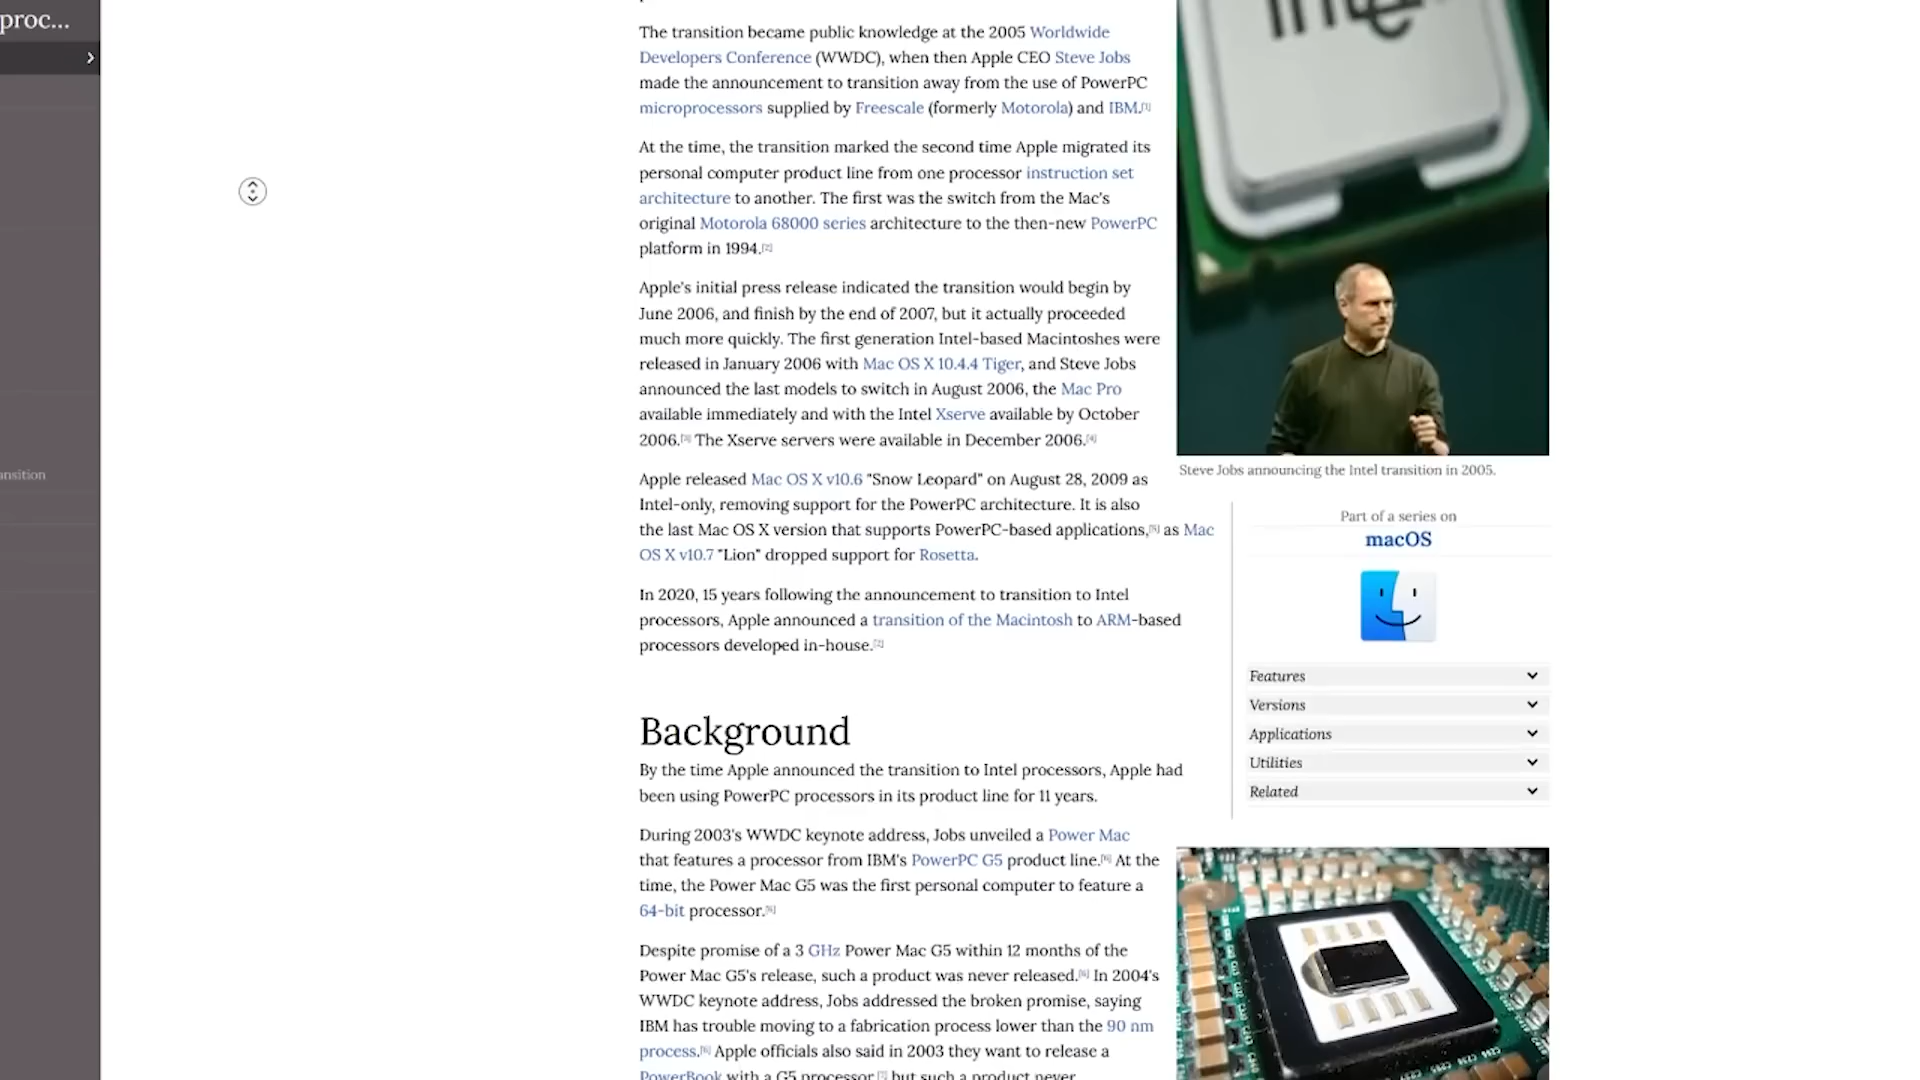 proc...
ansition
The transition became public knowledge at the 2005 Worldwide
Developers Conference (WWDC), when then Apple CEO Steve Jobs
made the announcement to transition away from the use of PowerPC
microprocessors supplied by Freescale (formerly Motorola) and IBM.[1]
At the time, the transition marked the second time Apple migrated its
personal computer product line from one processor instruction set
architecture to another. The first was the switch from the Mac's
original Motorola 68000 series architecture to the then-new PowerPC
platform in 1994.[2]
Apple's initial press release indicated the transition would begin by
June 2006, and finish by the end of 2007, but it actually proceeded
much more quickly. The first generation Intel-based Macintoshes were
released in January 2006 with Mac OS X 10.4.4 Tiger, and Steve Jobs
announced the last models to switch in August 2006, the Mac Pro
available immediately and with the Intel Xserve available by October
2006.[3] The Xserve servers were available in December 2006.[4]
Apple released Mac OS X v10.6 "Snow Leopard" on August 28, 2009 as
Intel-only, removing support for the PowerPC architecture. It is also
the last Mac OS X version that supports PowerPC-based applications,[5] as Mac
OS X v10.7 "Lion" dropped support for Rosetta.
In 2020, 15 years following the announcement to transition to Intel
processors, Apple announced a transition of the Macintosh to ARM-based
processors developed in-house.[2]
Background
By the time Apple announced the transition to Intel processors, Apple had
been using PowerPC processors in its product line for 11 years.
During 2003's WWDC keynote address, Jobs unveiled a Power Mac
that features a processor from IBM's PowerPC G5 product line.[6] At the
time, the Power Mac G5 was the first personal computer to feature a
64-bit processor.[6]
Despite promise of a 3 GHz Power Mac G5 within 12 months of the
Power Mac G5's release, such a product was never released.[6] In 2004's
WWDC keynote address, Jobs addressed the broken promise, saying
IBM has trouble moving to a fabrication process lower than the 90 nm
process.[6] Apple officials also said in 2003 they want to release a
PowerBook with a G5 processor,[7] but such a product never
intel
Steve Jobs announcing the Intel transition in 2005.
Part of a series on
macOS
Features
Versions
Applications
Utilities
Related